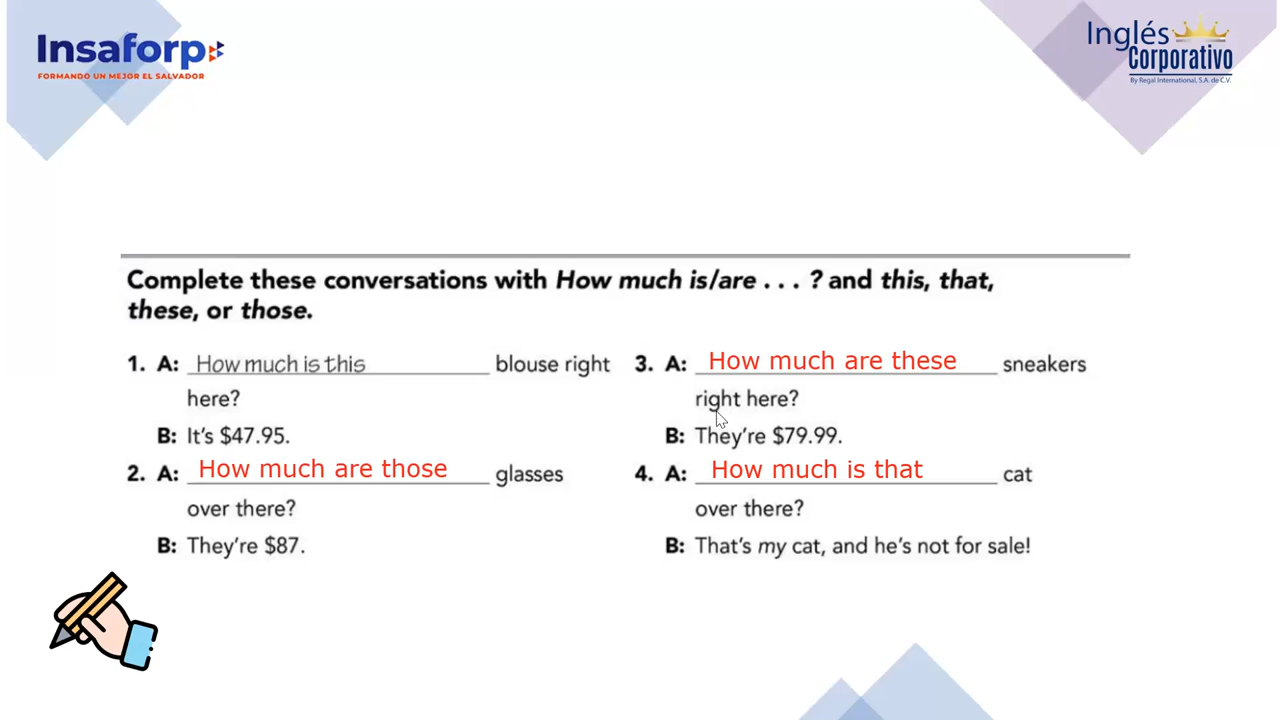 Insaforp
FORMANDO UN MEJOR EL SALVADOR
Inglés
Corporativo
By Regal International, S.A. de C.V.
Complete these conversations with How much is/are . . . ? and this, that,
these, or those.
1. A: How much is this blouse right
here?
B: It's $47.95.
2. A: How much are those glasses
over there?
B: They're $87.
3. A: How much are these sneakers
right here?
B: They're $79.99.
4. A: How much is that cat
over there?
B: That's my cat, and he's not for sale!